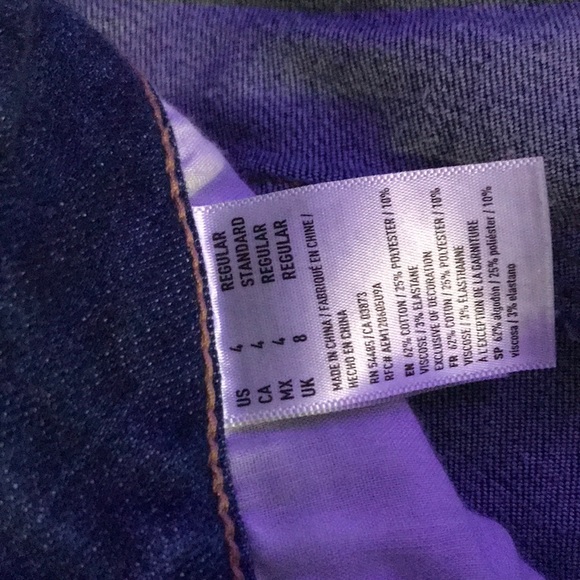 US 4 REGULAR
CA 4 STANDARD
MX 4 REGULAR
UK 8 REGULAR
MADE IN CHINA / FABRIQUÉ EN CHINE /
HECHO EN CHINA
RN 54485 / CA 03873
RFC# AEM120605U9A
EN 62% COTTON / 25% POLYESTER / 10%
VISCOSE / 3% ELASTANE
EXCLUSIVE OF DECORATION
FR 62% COTON / 25% POLYESTER / 10%
VISCOSE / 3% ÉLASTHANNE
À L'EXCEPTION DE LA GARNITURE
SP 62% algodón / 25% poliéster / 10%
viscosa / 3% elastano